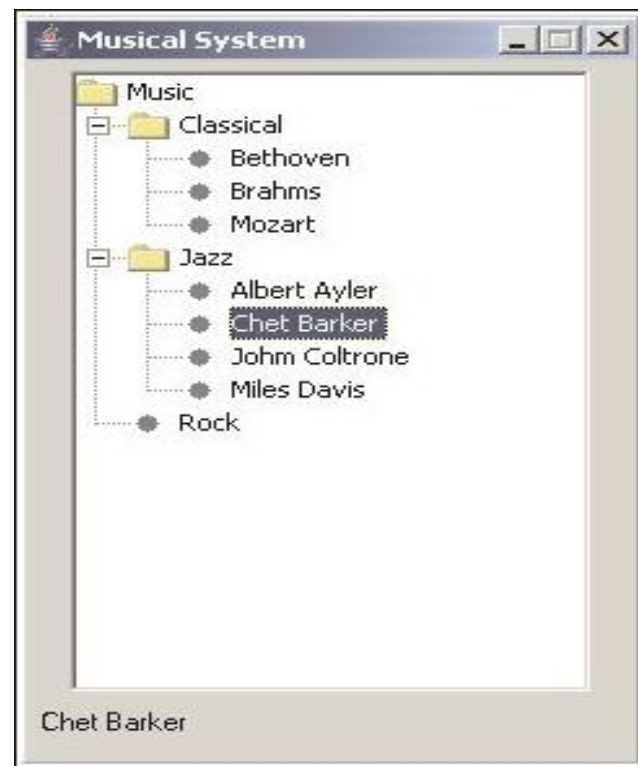 Musical System
Music
Classical
Bethoven
Brahms
Mozart
Jazz
Albert Ayler
Chet Barker
Johm Coltrone
Miles Davis
Rock
Chet Barker